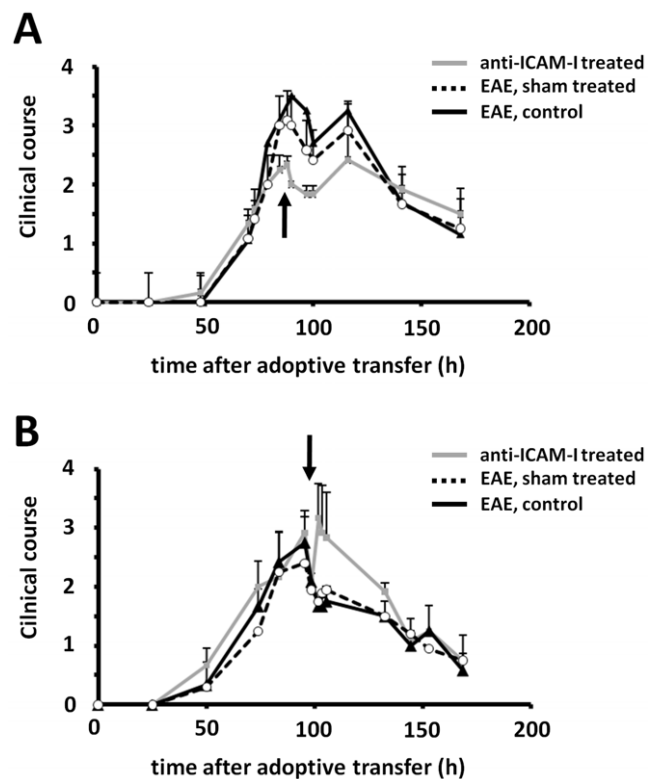 A
anti-ICAM-I treated
EAE, sham treated
EAE, control
4
3
2
1
0
Cilnical course
0 50 100 150 200
time after adoptive transfer (h)
B
anti-ICAM-I treated
EAE, sham treated
EAE, control
4
3
2
1
0
Cilnical course
0 50 100 150 200
time after adoptive transfer (h)